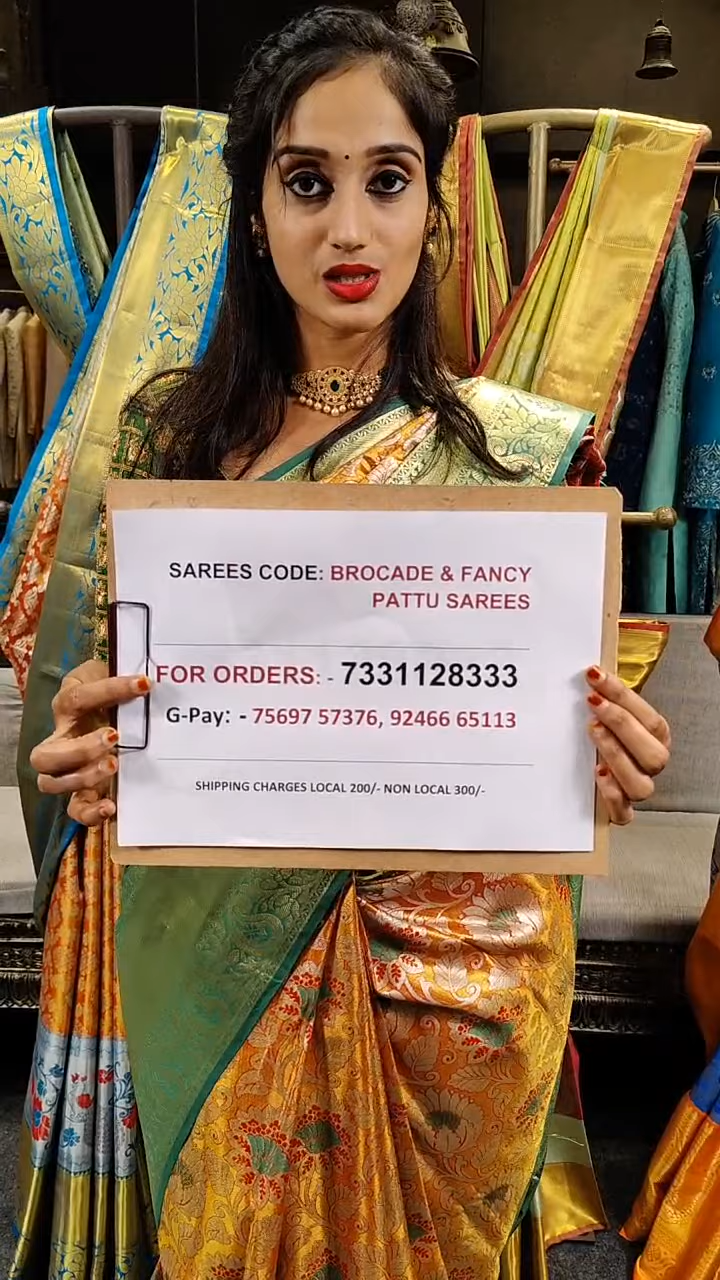 SAREES CODE: BROCADE & FANCY
PATTU SAREES
FOR ORDERS: - 7331128333
G-Pay: - 75697 57376, 92466 65113
SHIPPING CHARGES LOCAL 200/- NON LOCAL 300/-